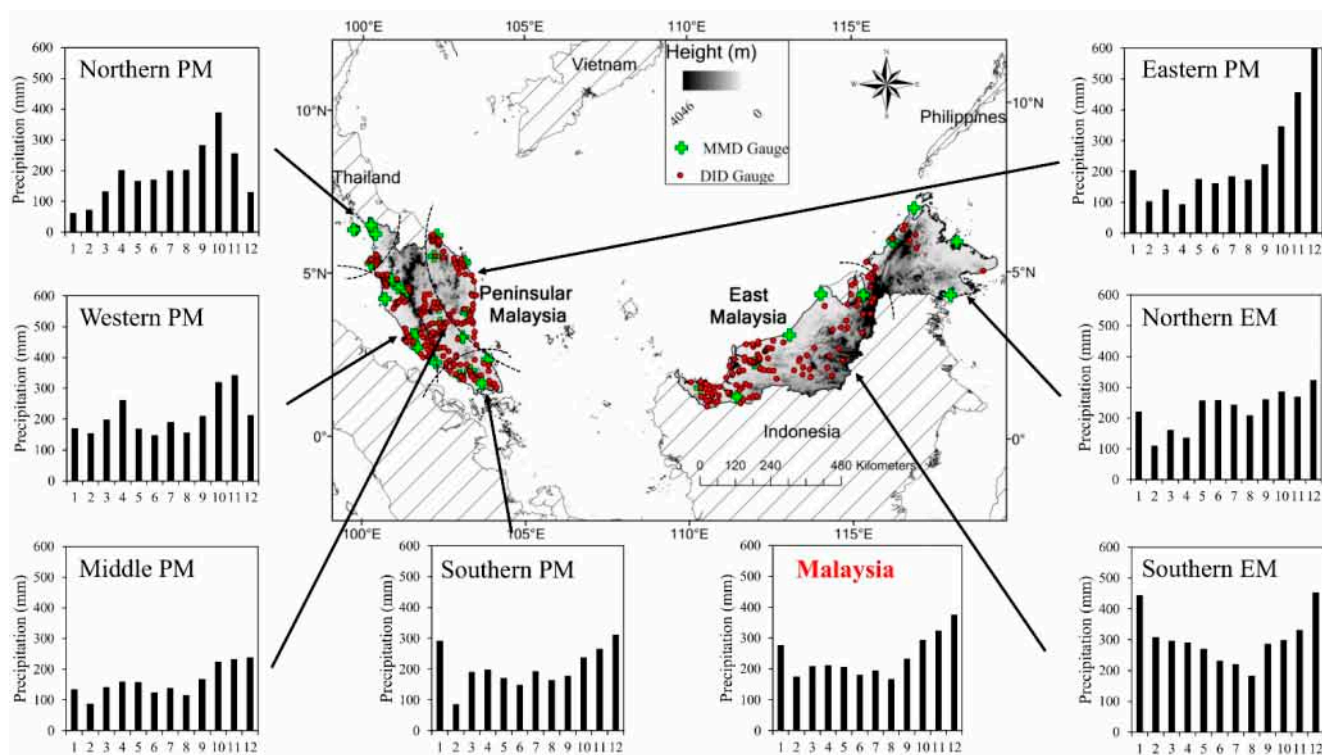 100°E 105°E 110°E 115°E
600
500
400
300
200
100
0
Precipitation (mm)
Northern PM
1 2 3 4 5 6 7 8 9 10 11 12
600
500
400
300
200
100
0
Precipitation (mm)
Western PM
1 2 3 4 5 6 7 8 9 10 11 12
600
500
400
300
200
100
0
Precipitation (mm)
Middle PM
1 2 3 4 5 6 7 8 9 10 11 12
10°N
5°N
0°
Vietnam
Thailand
Height (m)
4046 0
MMD Gauge
DID Gauge
N
W E
S
Philippines
Peninsular
Malaysia
East
Malaysia
Indonesia
0 120 240 480 Kilometers
10°N
5°N
0°
100°E 105°E 110°E 115°E
600
500
400
300
200
100
0
Precipitation (mm)
Southern PM
1 2 3 4 5 6 7 8 9 10 11 12
600
500
400
300
200
100
0
Precipitation (mm)
Malaysia
1 2 3 4 5 6 7 8 9 10 11 12
600
500
400
300
200
100
0
Precipitation (mm)
Eastern PM
1 2 3 4 5 6 7 8 9 10 11 12
600
500
400
300
200
100
0
Precipitation (mm)
Northern EM
1 2 3 4 5 6 7 8 9 10 11 12
600
500
400
300
200
100
0
Precipitation (mm)
Southern EM
1 2 3 4 5 6 7 8 9 10 11 12